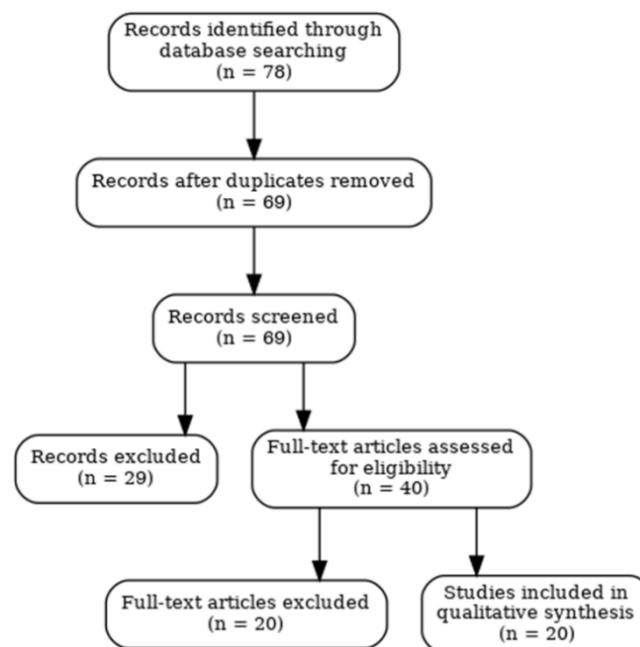 Records identified through
database searching
(n = 78)
Records after duplicates removed
(n = 69)
Records screened
(n = 69)
Records excluded
(n = 29)
Full-text articles assessed
for eligibility
(n = 40)
Full-text articles excluded
(n = 20)
Studies included in
qualitative synthesis
(n = 20)